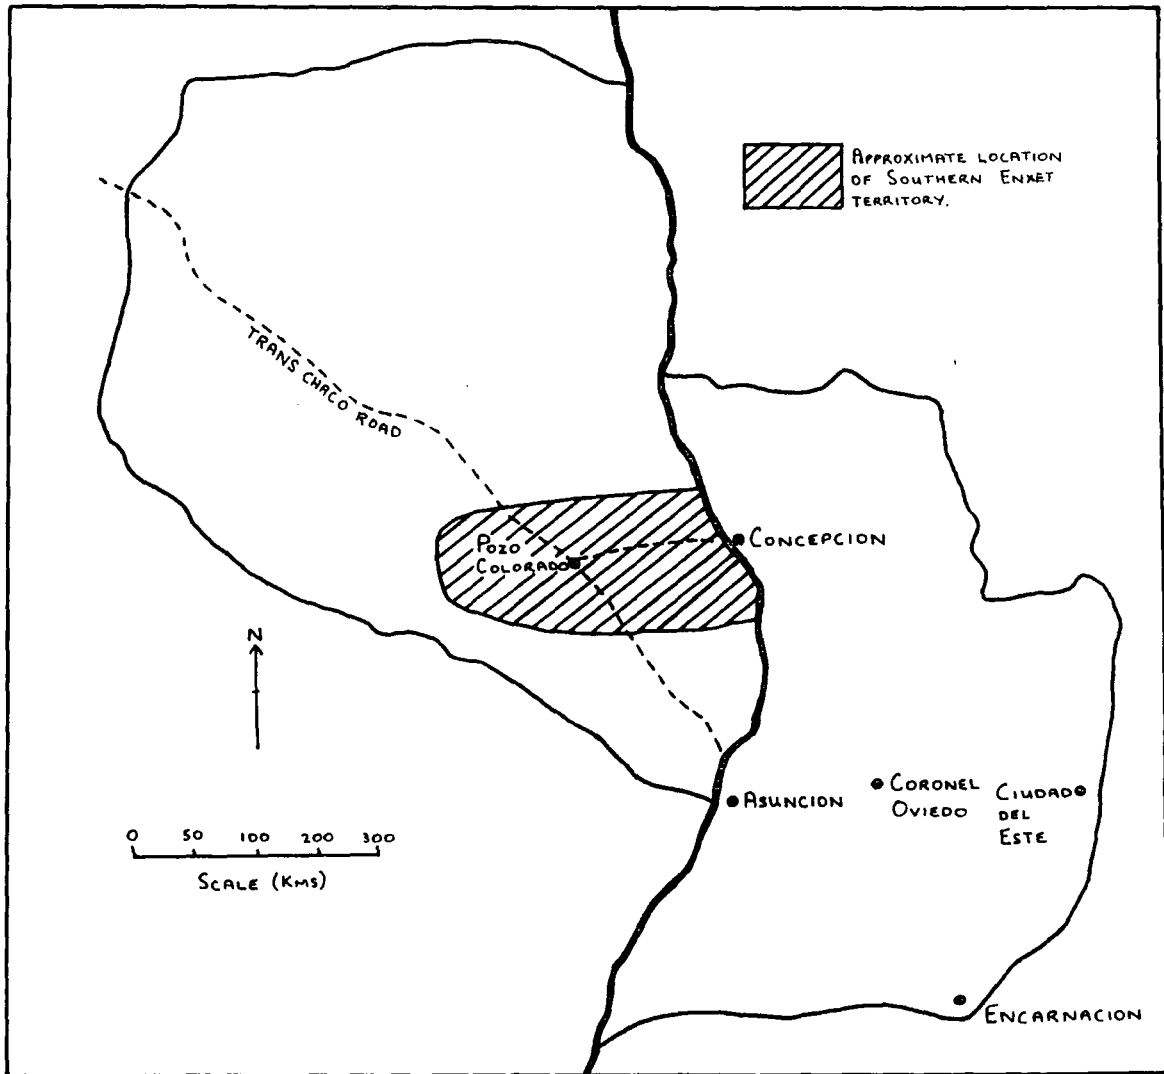 APPROXIMATE LOCATION
OF SOUTHERN ENXET
TERRITORY.
TRANS CHACO ROAD
POZO
COLORADO
CONCEPCION
N
ASUNCION
CORONEL
OVIEDO
CIUDAD
DEL
ESTE
0 50 100 200 300
SCALE (KMS)
ENCARNACION